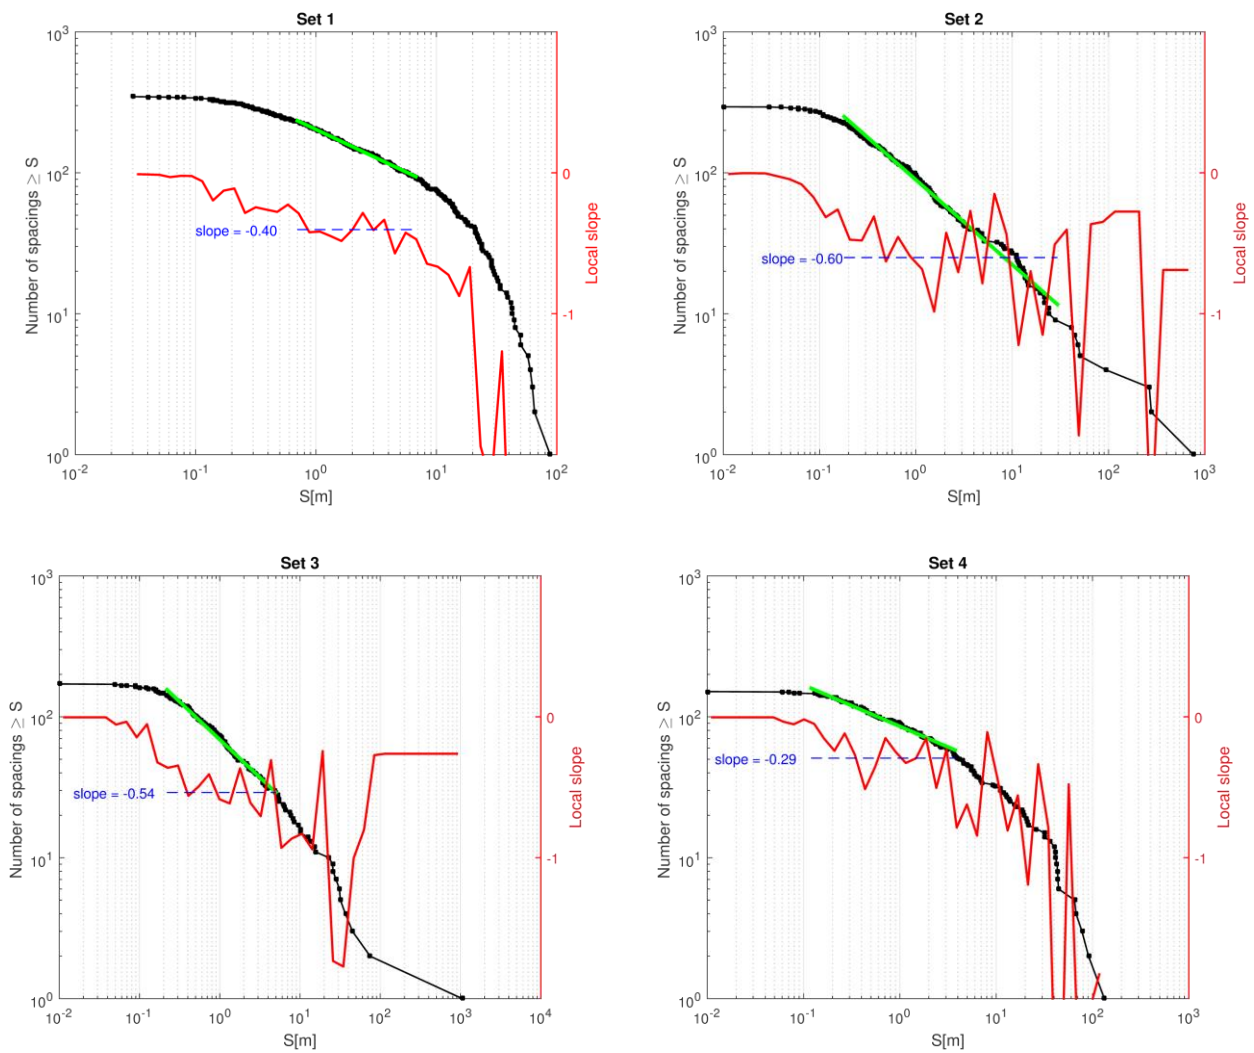 Set 1
Number of spacings ≥ S
10^3
10^2
10^1
10^0
slope = -0.40
0
-1
Local slope
10^-2
10^-1
10^0
10^1
10^2
S[m]
Set 2
Number of spacings ≥ S
10^3
10^2
10^1
10^0
slope = -0.60
0
-1
Local slope
10^-2
10^-1
10^0
10^1
10^2
10^3
S[m]
Set 3
Number of spacings ≥ S
10^3
10^2
10^1
10^0
slope = -0.54
0
-1
Local slope
10^-2
10^-1
10^0
10^1
10^2
10^3
10^4
S[m]
Set 4
Number of spacings ≥ S
10^3
10^2
10^1
10^0
slope = -0.29
0
-1
Local slope
10^-2
10^-1
10^0
10^1
10^2
10^3
S[m]